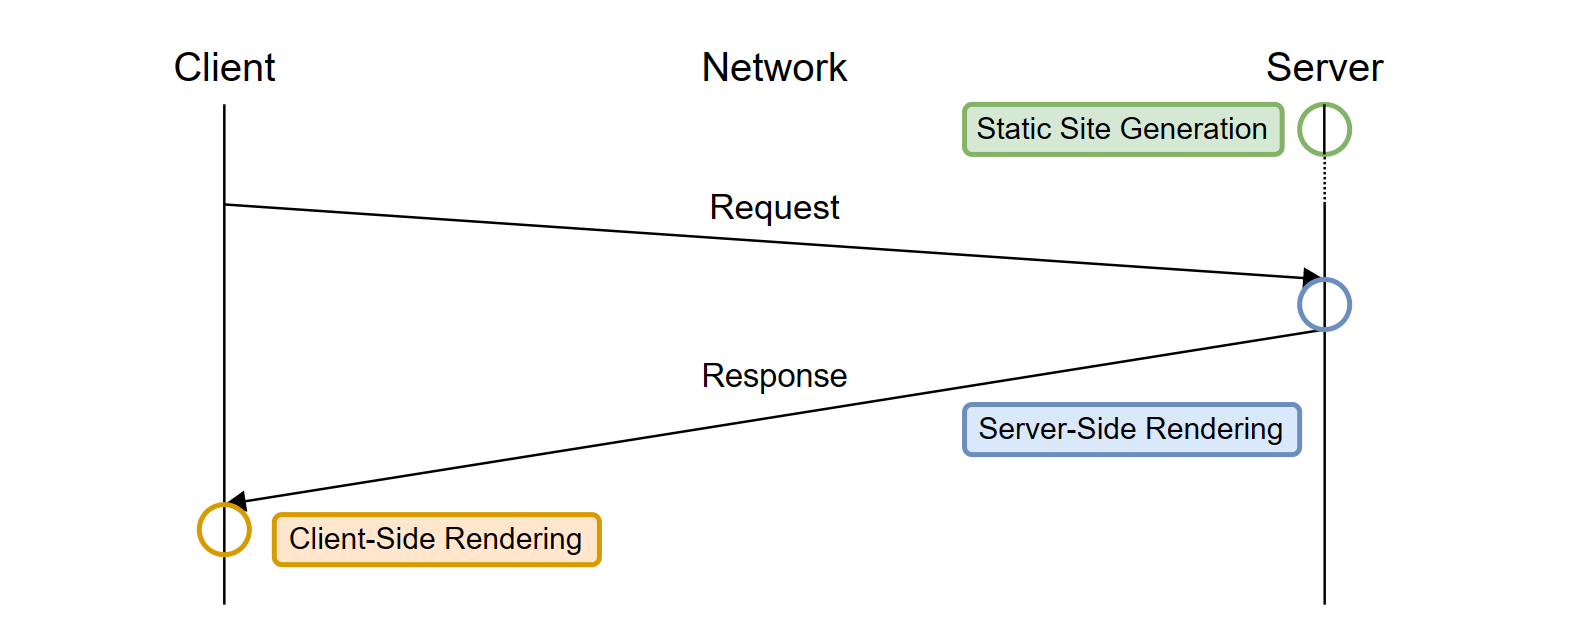 Client
Network
Server
Static Site Generation
Request
Response
Server-Side Rendering
Client-Side Rendering